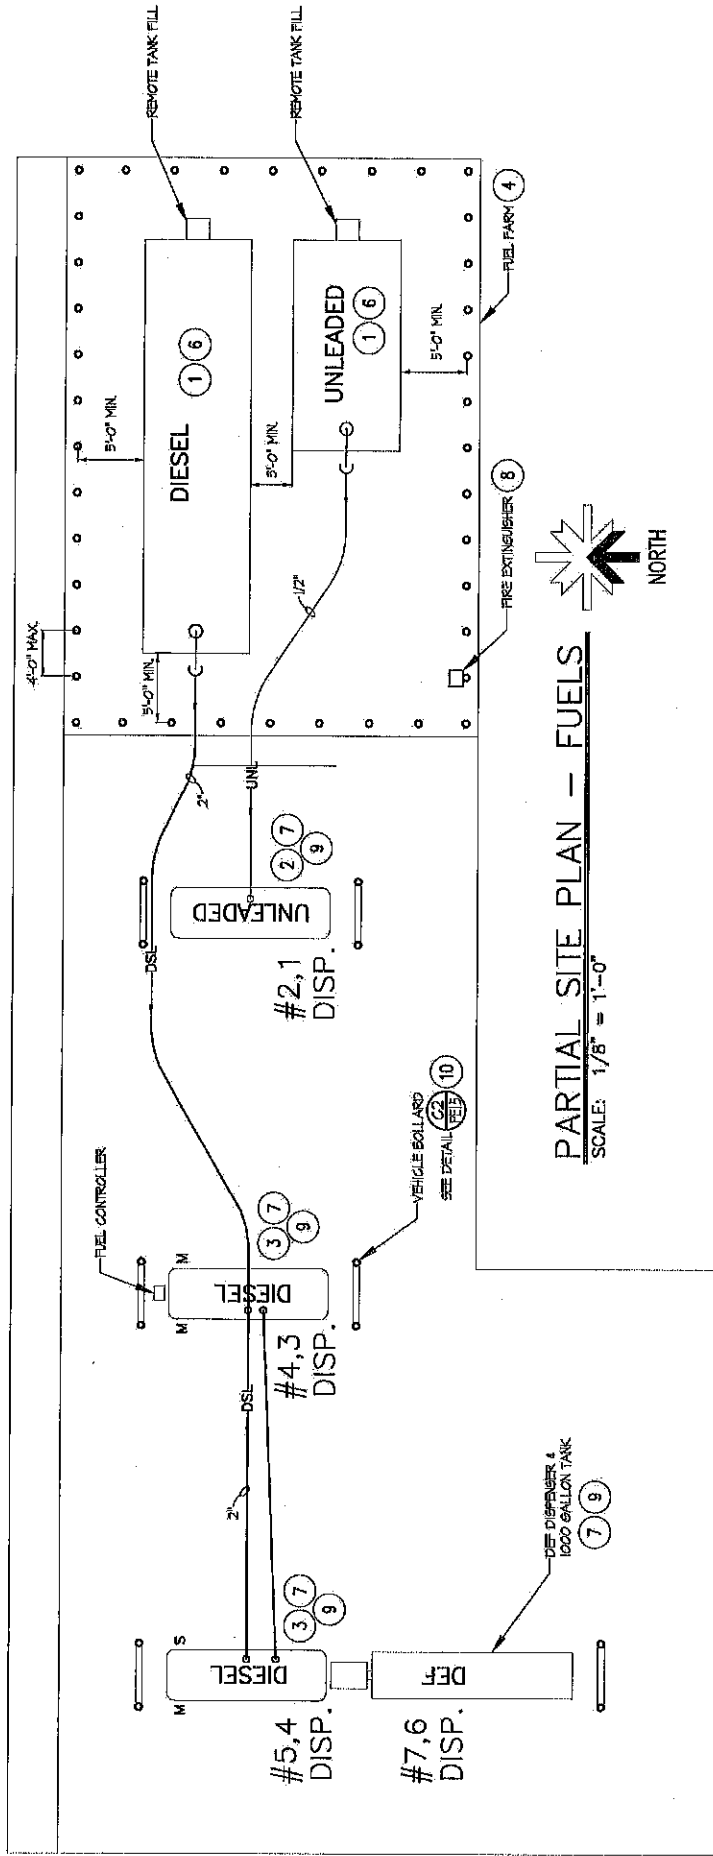 REMOTE TANK FILL
REMOTE TANK FILL
4'-0" MAX.
5'-0" MIN.
DIESEL
1 6
5'-0" MIN.
5'-0" MIN.
UNLEADED
1 6
5'-0" MIN.
FUEL FARM 4
FIRE EXTINGUISHER 8
2"
1/2"
UNL
DSL
UNLEADED
2 7
9
#2,1
DISP.
FUEL CONTROLLER
M M
DIESEL
3 7
9
#4,3
DISP.
VEHICLE BOLLARD
SEE DETAIL C2 10
DSL
2"
M S
DIESEL
3 7
9
#5,4
DISP.
DEF
#7,6
DISP.
DEF DISPENSER &
1000 GALLON TANK
7 9
PARTIAL SITE PLAN - FUELS
SCALE: 1/8" = 1'-0"
NORTH